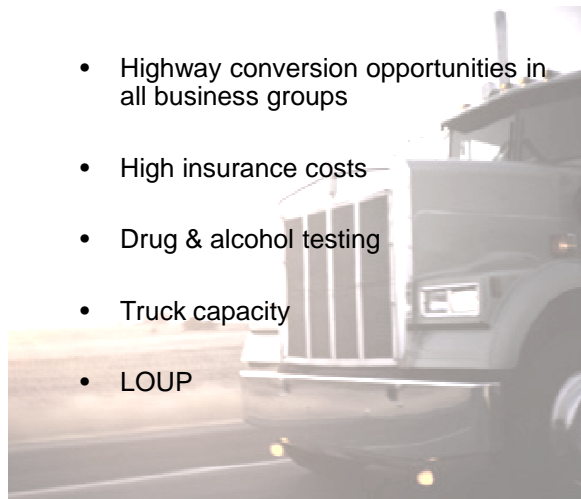 • Highway conversion opportunities in
all business groups
• High insurance costs
• Drug & alcohol testing
• Truck capacity
• LOUP